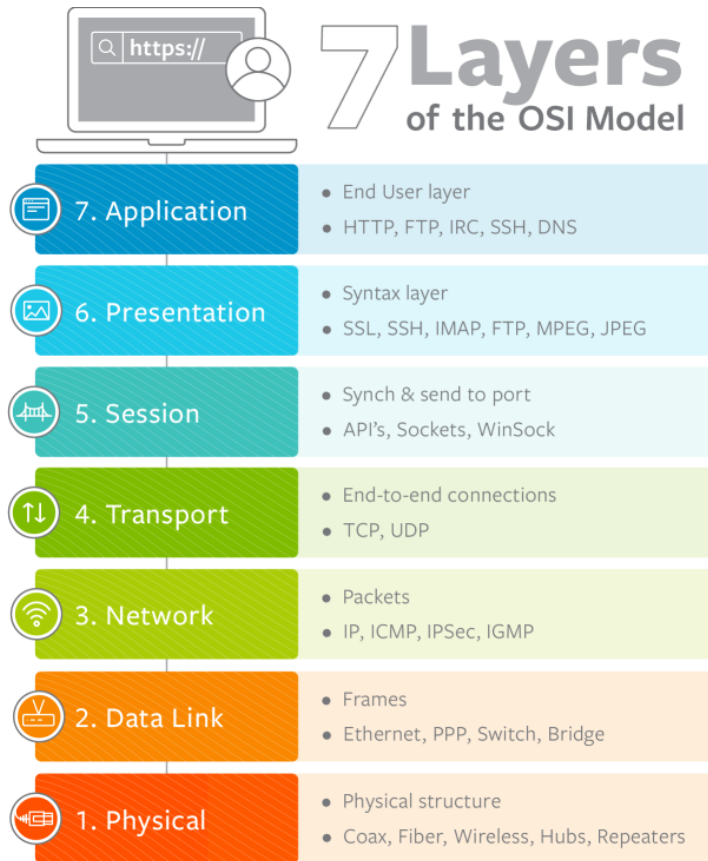 https://
7 Layers
of the OSI Model
7. Application
• End User layer
• HTTP, FTP, IRC, SSH, DNS
6. Presentation
• Syntax layer
• SSL, SSH, IMAP, FTP, MPEG, JPEG
5. Session
• Synch & send to port
• API's, Sockets, WinSock
4. Transport
• End-to-end connections
• TCP, UDP
3. Network
• Packets
• IP, ICMP, IPSec, IGMP
2. Data Link
• Frames
• Ethernet, PPP, Switch, Bridge
1. Physical
• Physical structure
• Coax, Fiber, Wireless, Hubs, Repeaters